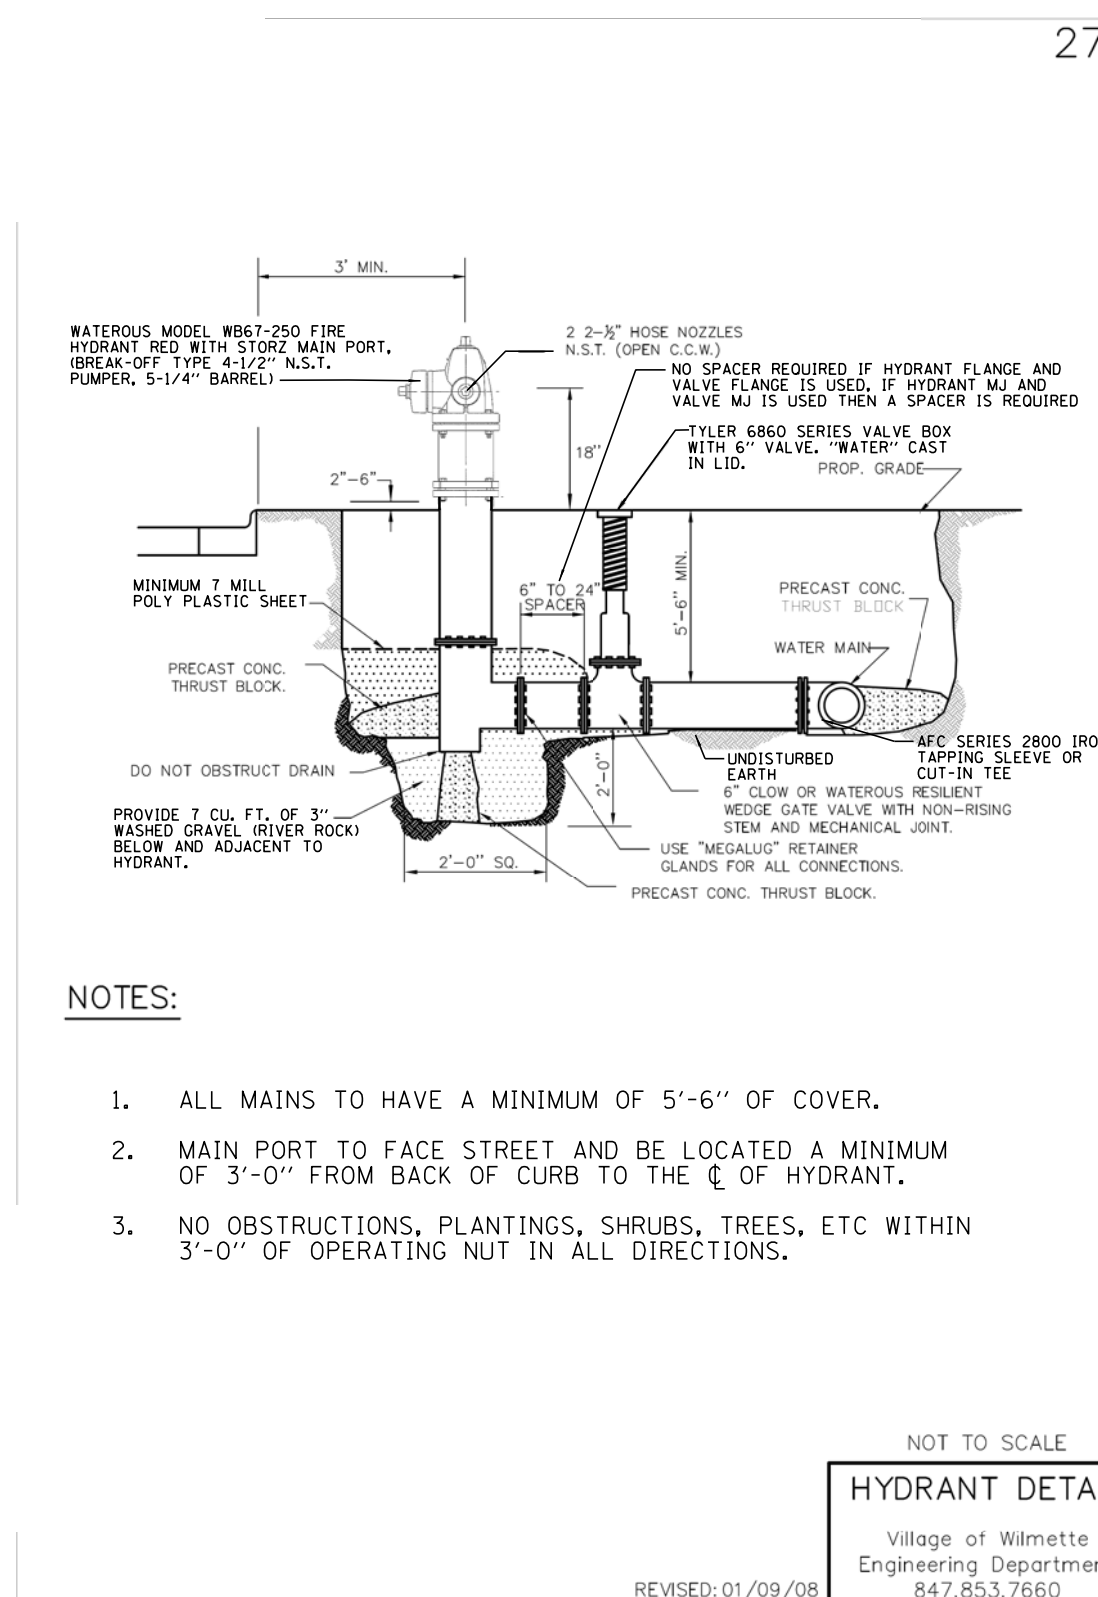 27
3' MIN.
WATEROUS MODEL WB67-250 FIRE
HYDRANT RED WITH STORZ MAIN PORT,
(BREAK-OFF TYPE 4-1/2" N.S.T.
PUMPER, 5-1/4" BARREL)
2 2-½" HOSE NOZZLES
N.S.T. (OPEN C.C.W.)
NO SPACER REQUIRED IF HYDRANT FLANGE AND
VALVE FLANGE IS USED, IF HYDRANT MJ AND
VALVE MJ IS USED THEN A SPACER IS REQUIRED
TYLER 6860 SERIES VALVE BOX
WITH 6" VALVE. "WATER" CAST
IN LID.
PROP. GRADE
18"
2"-6"
MINIMUM 7 MILL
POLY PLASTIC SHEET
6" TO 24"
SPACER
5'-6" MIN.
PRECAST CONC.
THRUST BLOCK
WATER MAIN
PRECAST CONC.
THRUST BLOCK.
AFC SERIES 2800 IRO
TAPPING SLEEVE OR
CUT-IN TEE
UNDISTURBED
EARTH
DO NOT OBSTRUCT DRAIN
2'-0"
6" CLOW OR WATEROUS RESILIENT
WEDGE GATE VALVE WITH NON-RISING
STEM AND MECHANICAL JOINT.
PROVIDE 7 CU. FT. OF 3"
WASHED GRAVEL (RIVER ROCK)
BELOW AND ADJACENT TO
HYDRANT.
2'-0" SQ.
USE "MEGALUG" RETAINER
GLANDS FOR ALL CONNECTIONS.
PRECAST CONC. THRUST BLOCK.
NOTES:
1. ALL MAINS TO HAVE A MINIMUM OF 5'-6" OF COVER.
2. MAIN PORT TO FACE STREET AND BE LOCATED A MINIMUM
OF 3'-0" FROM BACK OF CURB TO THE ℄ OF HYDRANT.
3. NO OBSTRUCTIONS, PLANTINGS, SHRUBS, TREES, ETC WITHIN
3'-0" OF OPERATING NUT IN ALL DIRECTIONS.
NOT TO SCALE
HYDRANT DETA
Village of Wilmette
Engineering Departmen
847.853.7660
REVISED: 01/09/08